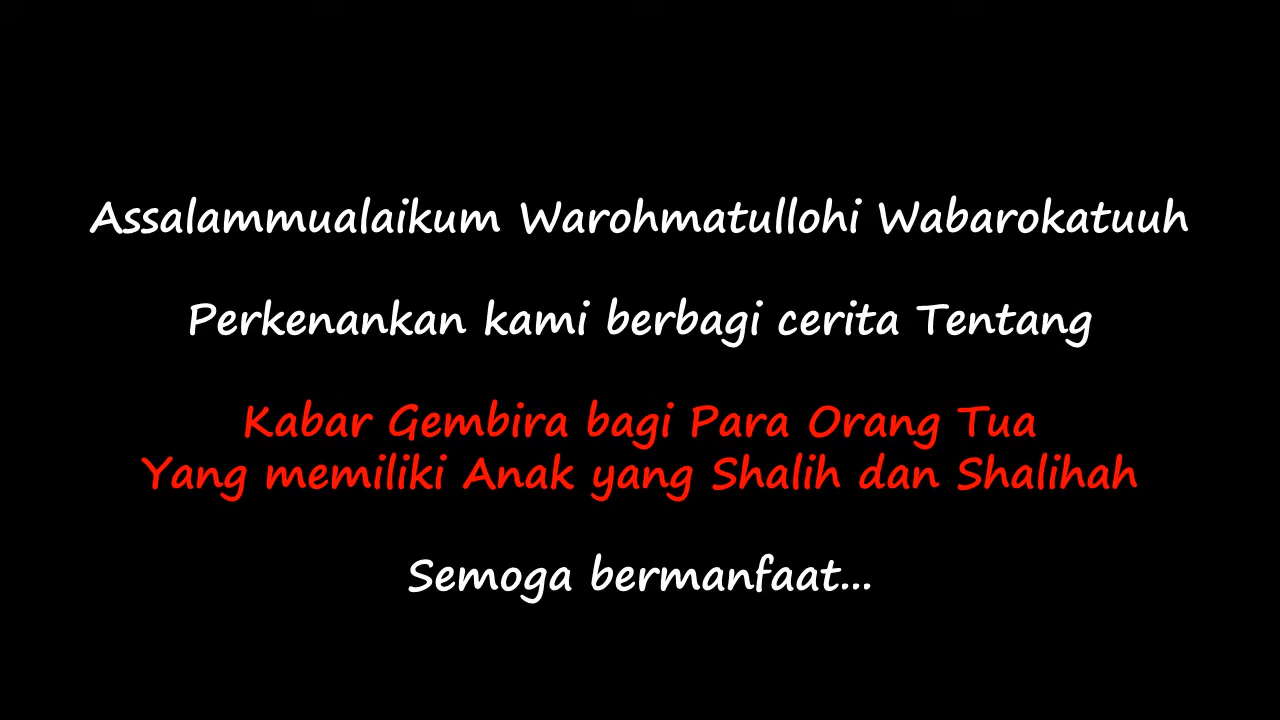 Assalammualaikum Warohmatullohi Wabarokatuuh
Perkenankan kami berbagi cerita Tentang
Kabar Gembira bagi Para Orang Tua
Yang memiliki Anak yang Shalih dan Shalihah
Semoga bermanfaat...